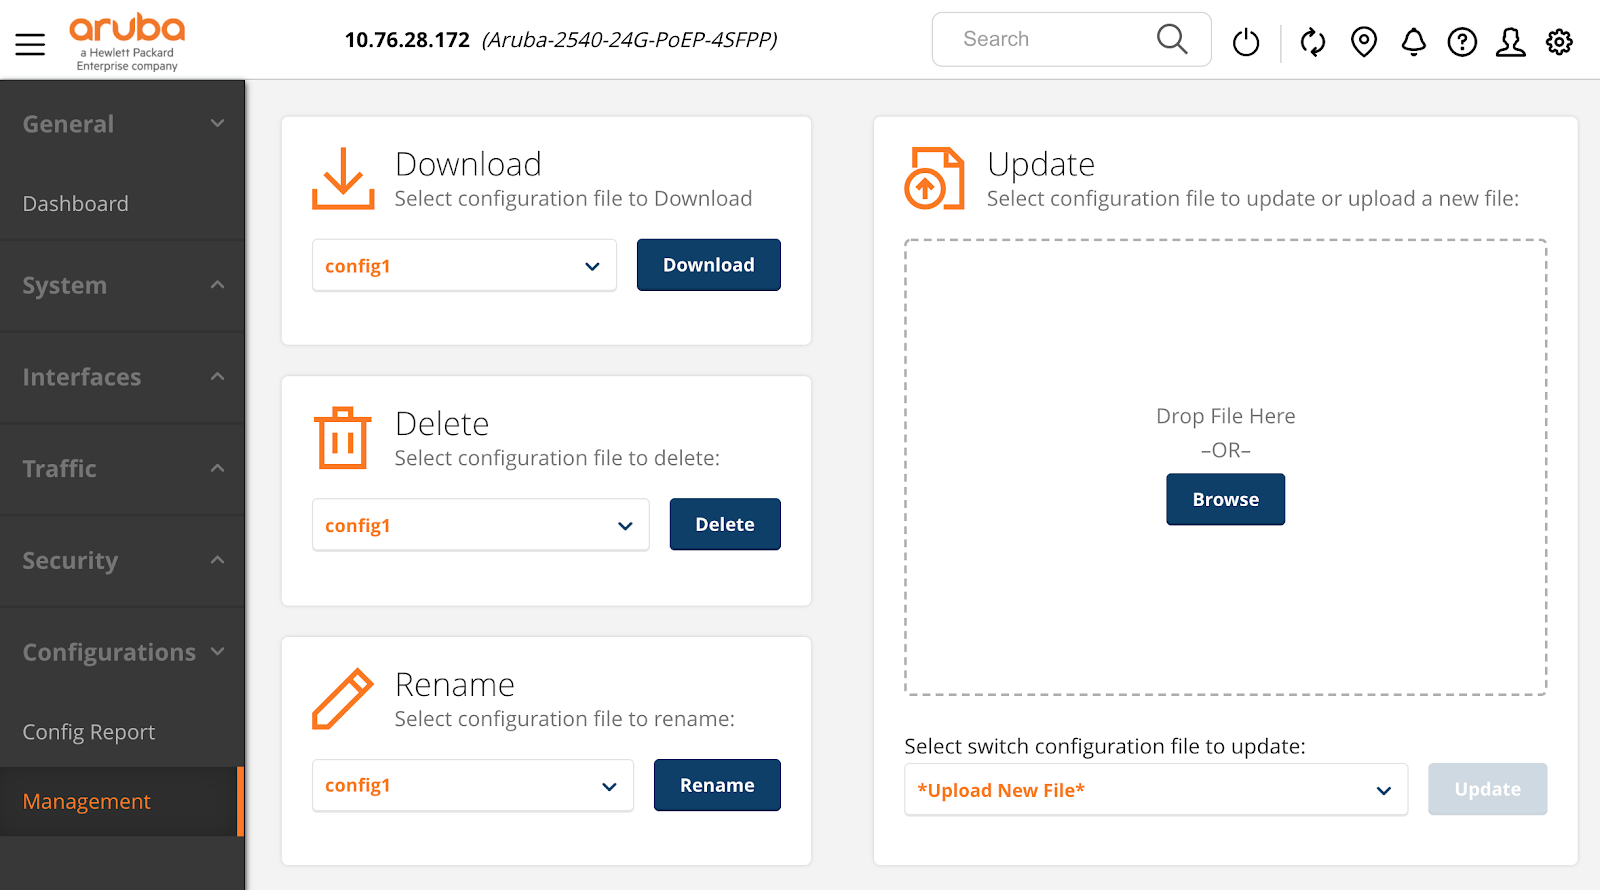 aruba
a Hewlett Packard
Enterprise company
10.76.28.172 (Aruba-2540-24G-PoEP-4SFPP)
Search
General
Dashboard
System
Interfaces
Traffic
Security
Configurations
Config Report
Management
Download
Select configuration file to Download
config1
Download
Delete
Select configuration file to delete:
config1
Delete
Rename
Select configuration file to rename:
config1
Rename
Update
Select configuration file to update or upload a new file:
Drop File Here
–OR–
Browse
Select switch configuration file to update:
*Upload New File*
Update